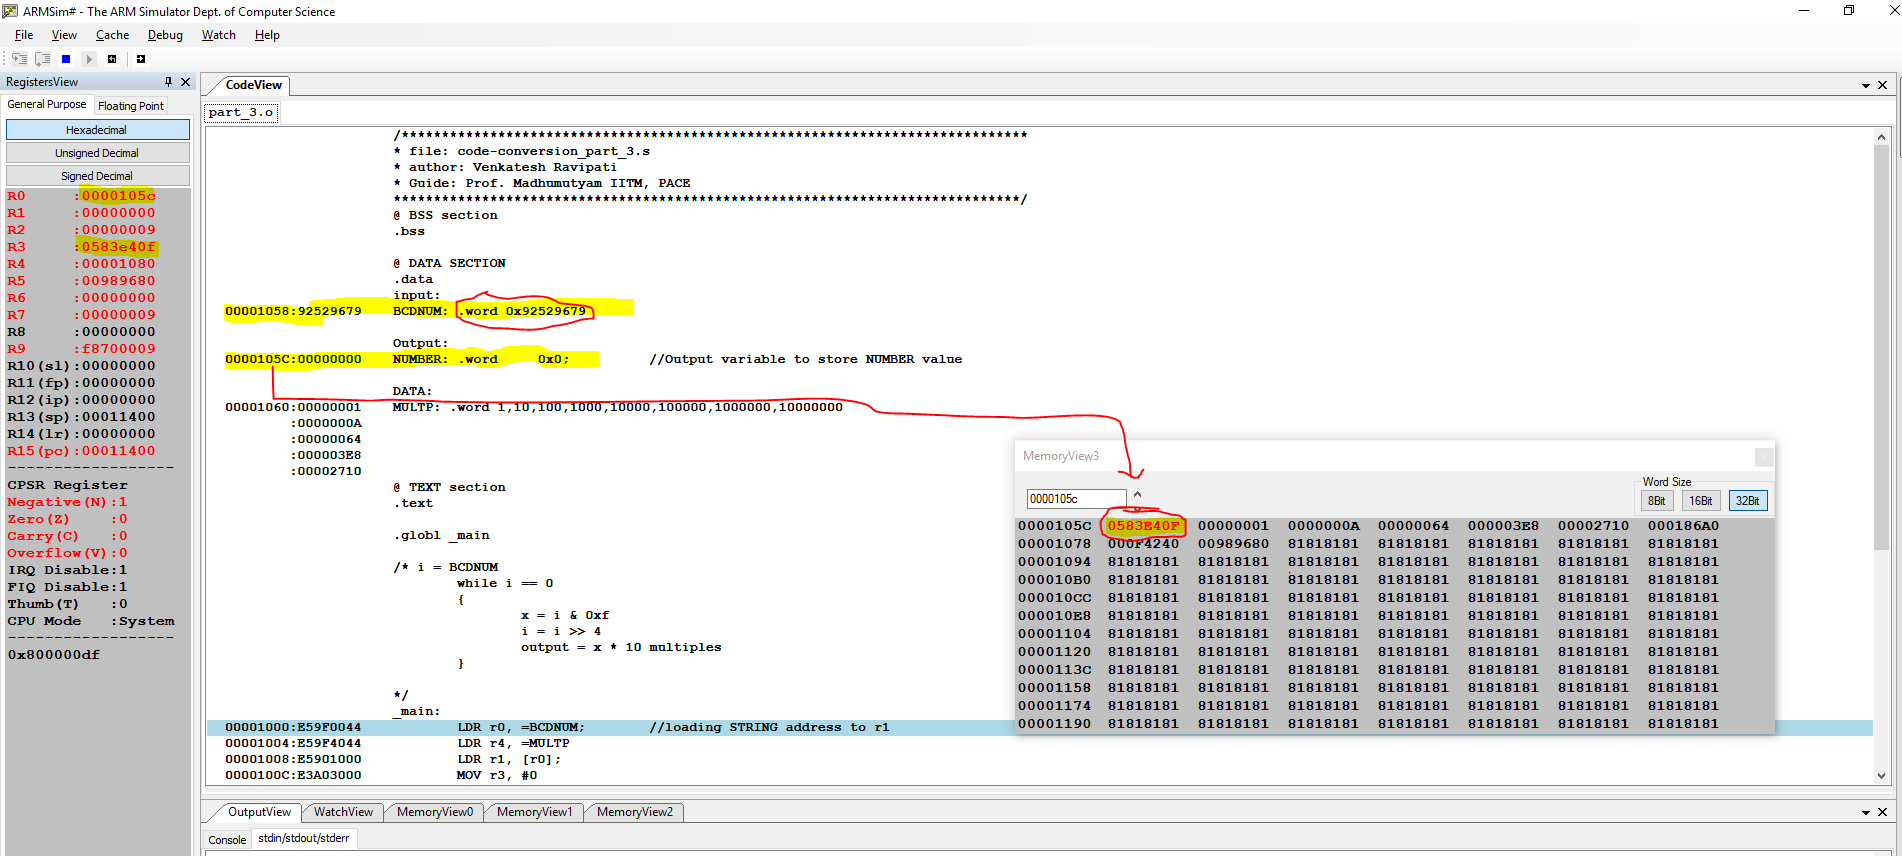 ARMSim# - The ARM Simulator Dept. of Computer Science
File View Cache Debug Watch Help
RegistersView
General Purpose Floating Point
Hexadecimal
Unsigned Decimal
Signed Decimal
R0 :0000105c
R1 :00000000
R2 :00000009
R3 :0583e40f
R4 :00001080
R5 :00989680
R6 :00000000
R7 :00000009
R8 :00000000
R9 :f8700009
R10(sl):00000000
R11(fp):00000000
R12(ip):00000000
R13(sp):00011400
R14(lr):00000000
R15(pc):00011400
-------------------
CPSR Register
Negative(N):1
Zero(Z) :0
Carry(C) :0
Overflow(V):0
IRQ Disable:1
FIQ Disable:1
Thumb(T) :0
CPU Mode :System
-------------------
0x800000df
CodeView
part_3.o
/******************************************************************************
* file: code-conversion_part_3.s
* author: Venkatesh Ravipati
* Guide: Prof. Madhumutyam IITM, PACE
******************************************************************************/
@ BSS section
.bss
@ DATA SECTION
.data
input:
00001058:92529679 BCDNUM: .word 0x92529679
Output:
0000105C:00000000 NUMBER: .word 0x0; //Output variable to store NUMBER value
DATA:
00001060:00000001 MULTP: .word 1,10,100,1000,10000,100000,1000000,10000000
:0000000A
:00000064
:000003E8
:00002710
@ TEXT section
.text
.globl _main
/* i = BCDNUM
while i == 0
{
x = i & 0xf
i = i >> 4
output = x * 10 multiples
}
*/
_main:
00001000:E59F0044 LDR r0, =BCDNUM; //loading STRING address to r1
00001004:E59F4044 LDR r4, =MULTP
00001008:E5901000 LDR r1, [r0];
0000100C:E3A03000 MOV r3, #0
MemoryView3
0000105c
Word Size
8Bit 16Bit 32Bit
0000105C 0583E40F 00000001 0000000A 00000064 000003E8 00002710 000186A0
00001078 000F4240 00989680 81818181 81818181 81818181 81818181 81818181
00001094 81818181 81818181 81818181 81818181 81818181 81818181 81818181
000010B0 81818181 81818181 81818181 81818181 81818181 81818181 81818181
000010CC 81818181 81818181 81818181 81818181 81818181 81818181 81818181
000010E8 81818181 81818181 81818181 81818181 81818181 81818181 81818181
00001104 81818181 81818181 81818181 81818181 81818181 81818181 81818181
00001120 81818181 81818181 81818181 81818181 81818181 81818181 81818181
0000113C 81818181 81818181 81818181 81818181 81818181 81818181 81818181
00001158 81818181 81818181 81818181 81818181 81818181 81818181 81818181
00001174 81818181 81818181 81818181 81818181 81818181 81818181 81818181
00001190 81818181 81818181 81818181 81818181 81818181 81818181 81818181
OutputView WatchView MemoryView0 MemoryView1 MemoryView2
Console stdin/stdout/stderr